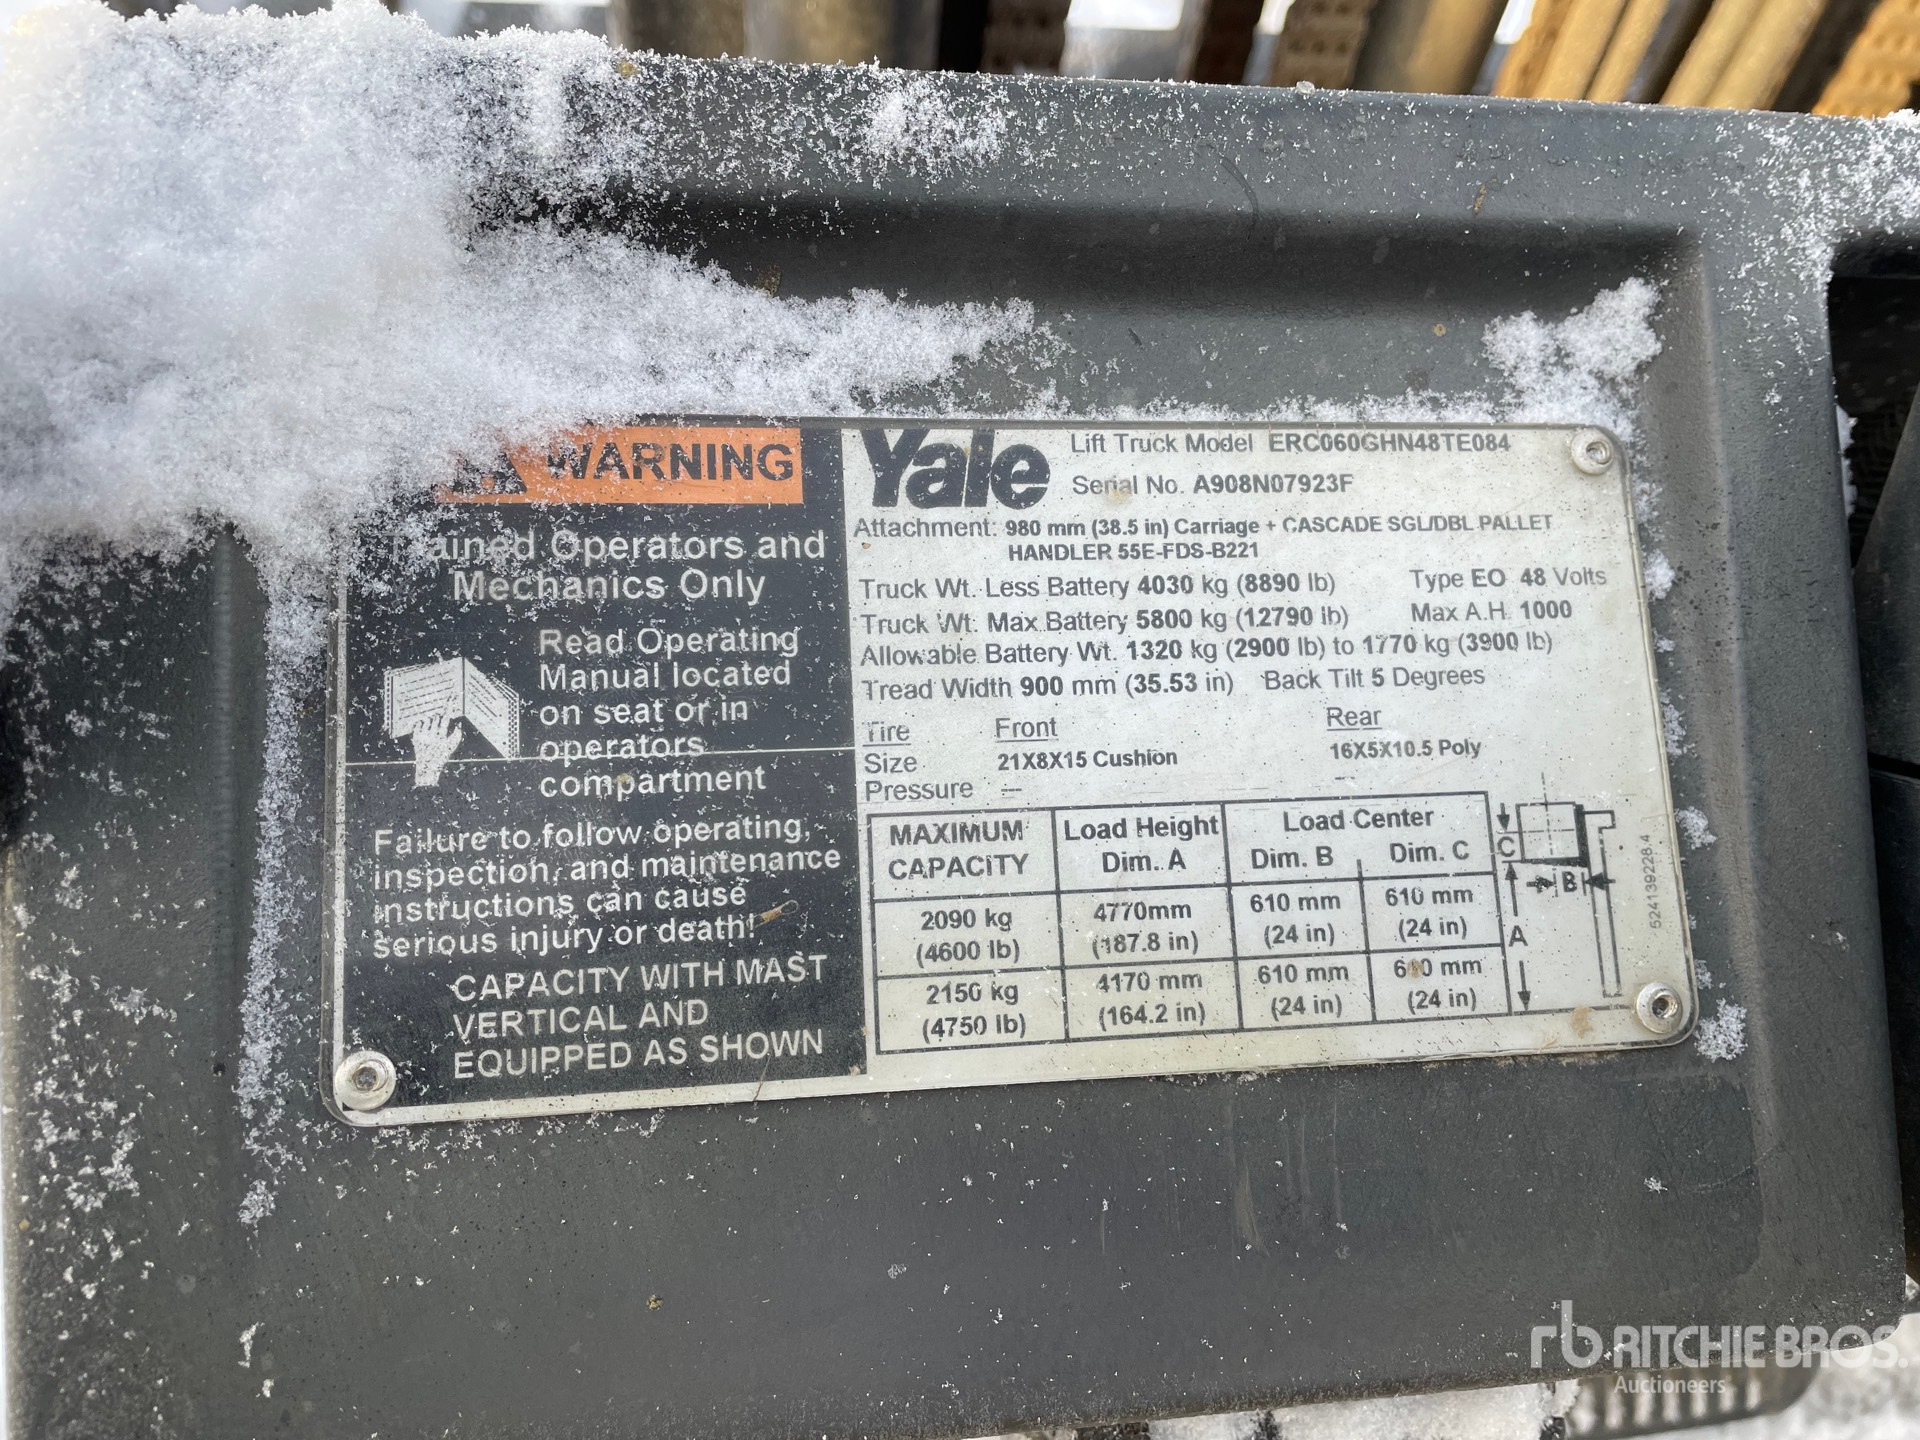 WARNING
Trained Operators and
Mechanics Only
Read Operating
Manual located
on seat or in
operators
compartment
Failure to follow operating,
inspection, and maintenance
instructions can cause
serious injury or death!
CAPACITY WITH MAST
VERTICAL AND
EQUIPPED AS SHOWN
Yale
Lift Truck Model ERC060GHN48TE084
Serial No. A908N07923F
Attachment: 980 mm (38.5 in) Carriage + CASCADE SGL/DBL PALLET
HANDLER 55E-FDS-B221
Truck Wt. Less Battery 4030 kg (8890 lb) Type EO 48 Volts
Truck Wt. Max.Battery 5800 kg (12790 lb) Max A.H. 1000
Allowable Battery Wt. 1320 kg (2900 lb) to 1770 kg (3900 lb)
Tread Width 900 mm (35.53 in) Back Tilt 5 Degrees
Tire Front Rear
Size 21X8X15 Cushion 16X5X10.5 Poly
Pressure -- --
MAXIMUM CAPACITY Load Height Dim. A Load Center Dim. B Dim. C
2090 kg (4600 lb) 4770mm (187.8 in) 610 mm (24 in) 610 mm (24 in)
2150 kg (4750 lb) 4170 mm (164.2 in) 610 mm (24 in) 610 mm (24 in)
C
B
A
524139228-4
rb RITCHIE BROS.
Auctioneers